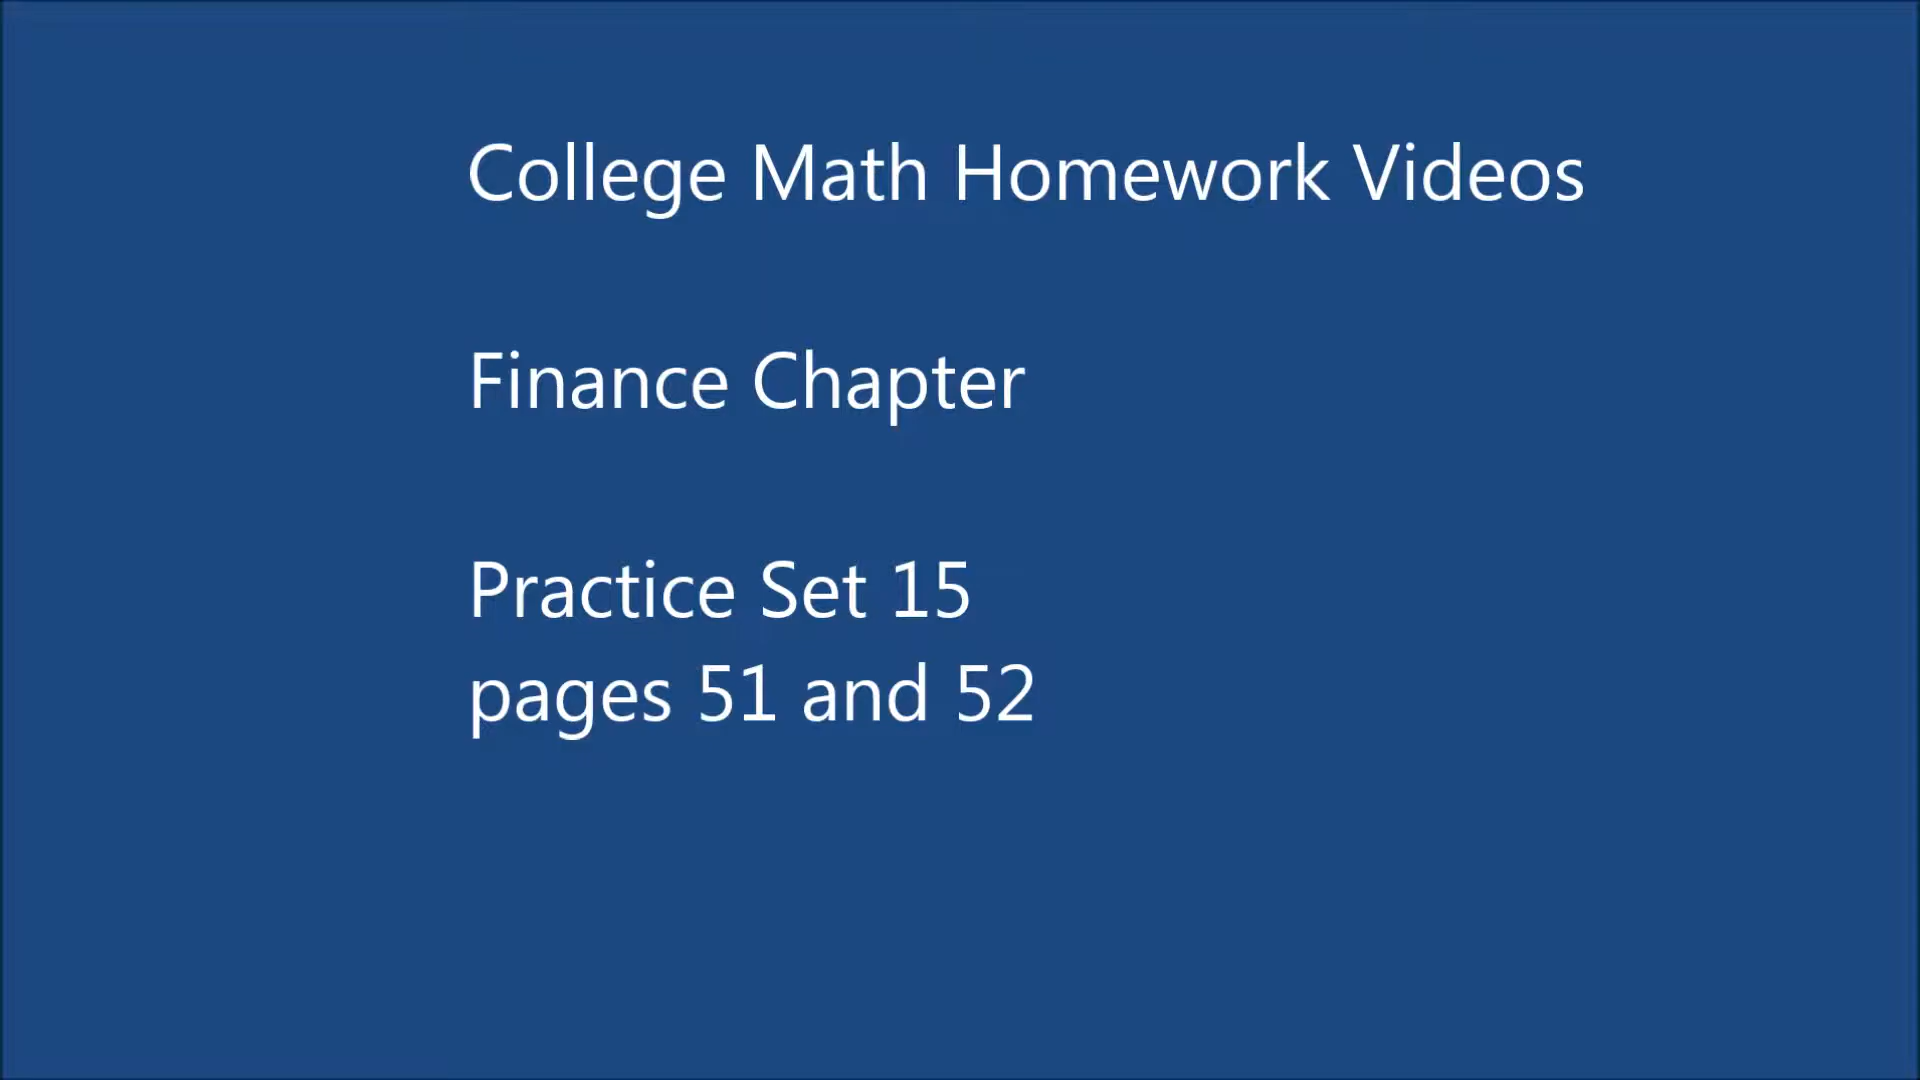 College Math Homework Videos
Finance Chapter
Practice Set 15
pages 51 and 52